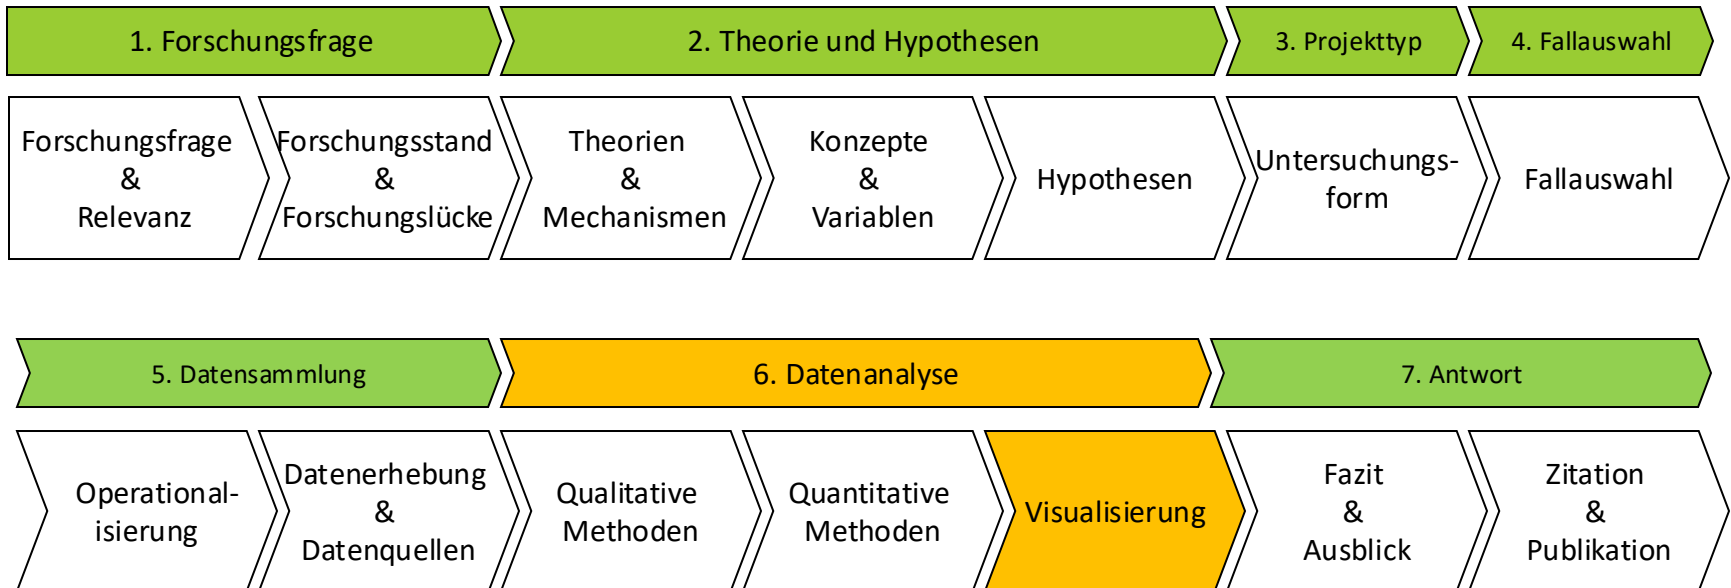 1. Forschungsfrage
2. Theorie und Hypothesen
3. Projekttyp
4. Fallauswahl
Forschungsfrage
&
Relevanz
Forschungsstand
&
Forschungslücke
Theorien
&
Mechanismen
Konzepte
&
Variablen
Hypothesen
Untersuchungs-
form
Fallauswahl
5. Datensammlung
6. Datenanalyse
7. Antwort
Operational-
isierung
Datenerhebung
&
Datenquellen
Qualitative
Methoden
Quantitative
Methoden
Visualisierung
Fazit
&
Ausblick
Zitation
&
Publikation